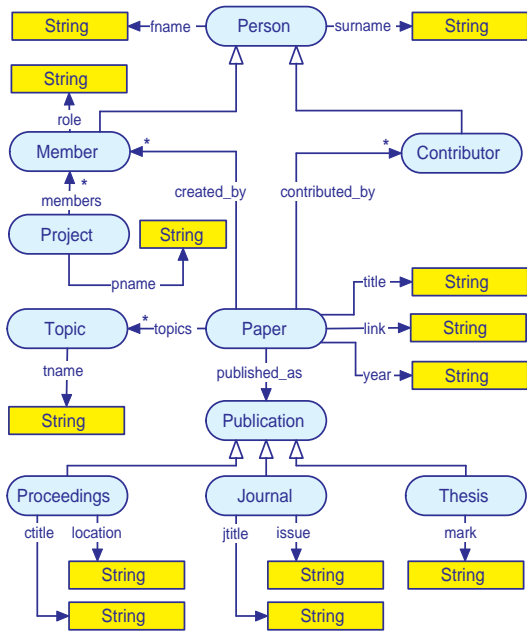 String
fname
Person
surname
String
String
role
Member
*
*
Contributor
*
members
created_by
contributed_by
Project
String
pname
title
String
Topic
*
topics
Paper
link
String
tname
published_as
year
String
String
Publication
Proceedings
Journal
Thesis
ctitle
location
jtitle
issue
mark
String
String
String
String
String